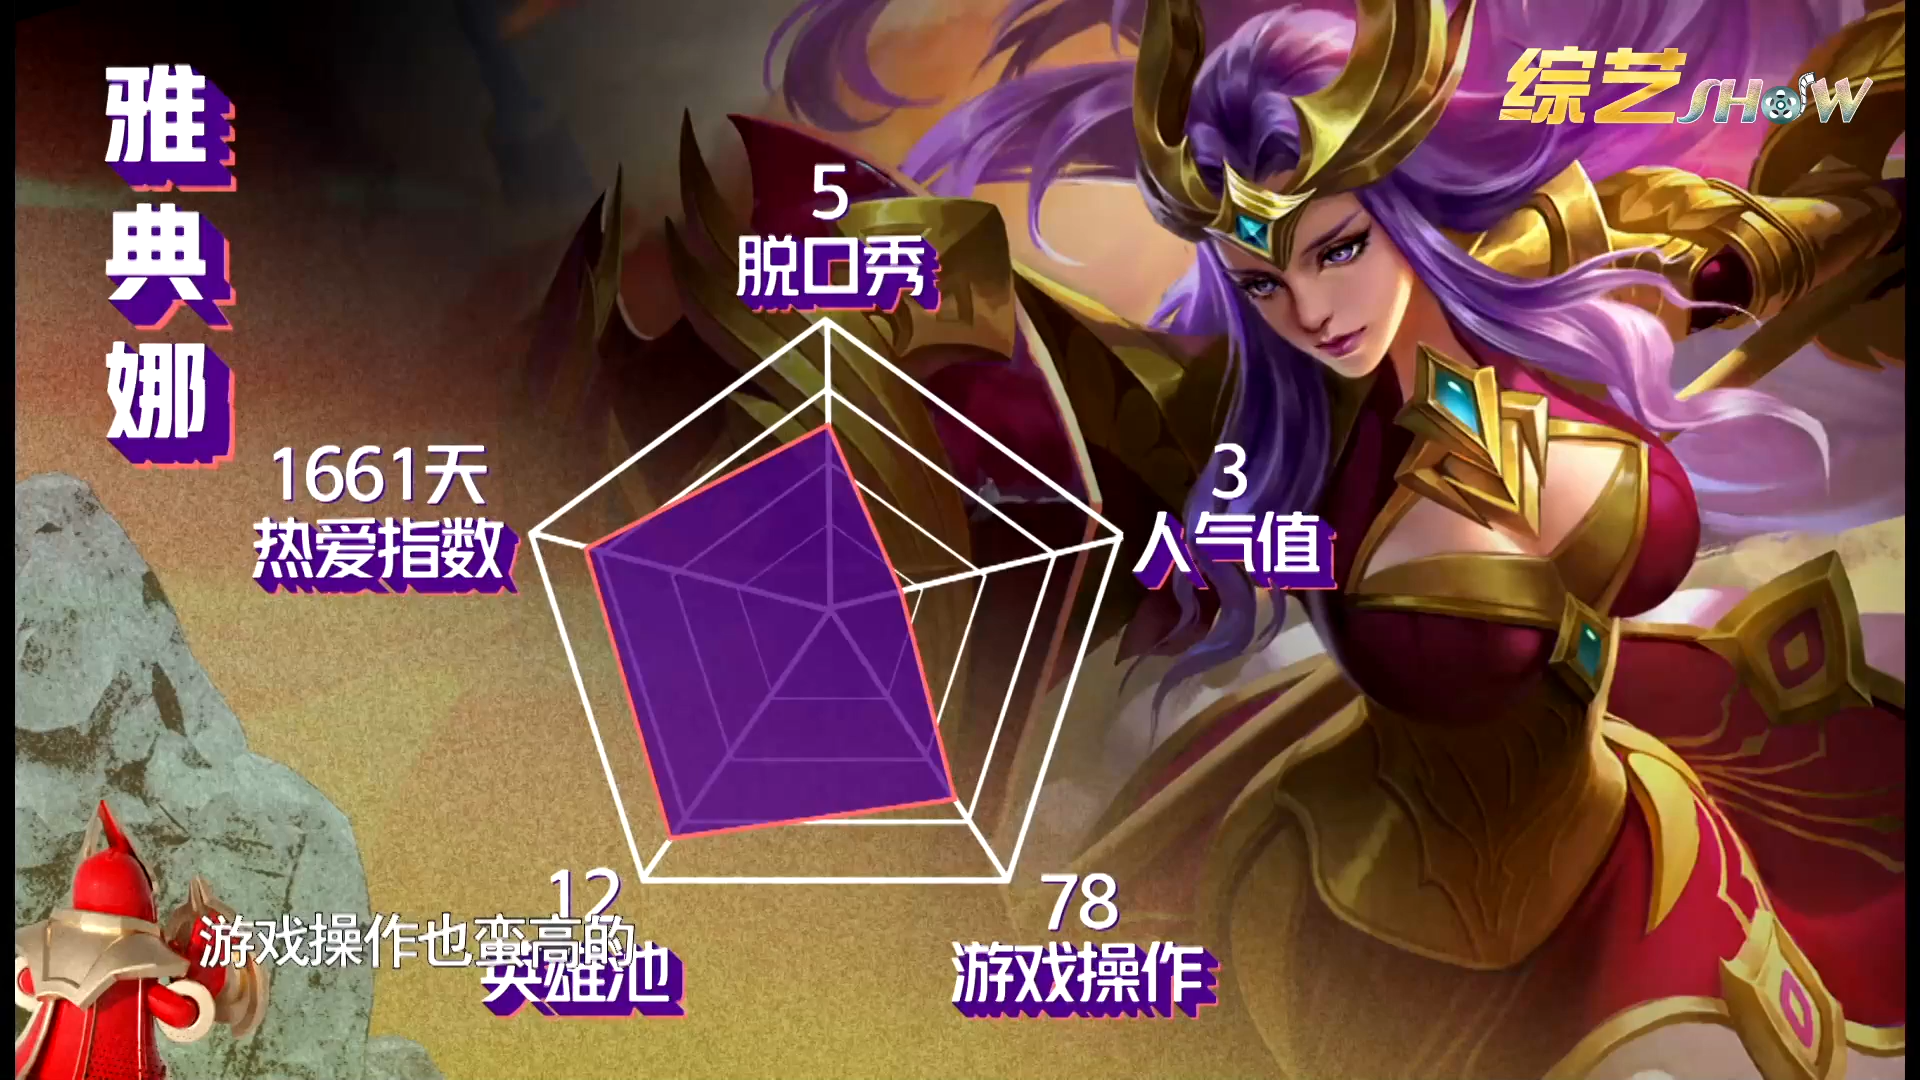 雅典娜
综艺SHOW
5
脱口秀
1661天
热爱指数
3
人气值
12
英雄池
78
游戏操作
游戏操作也蛮高的